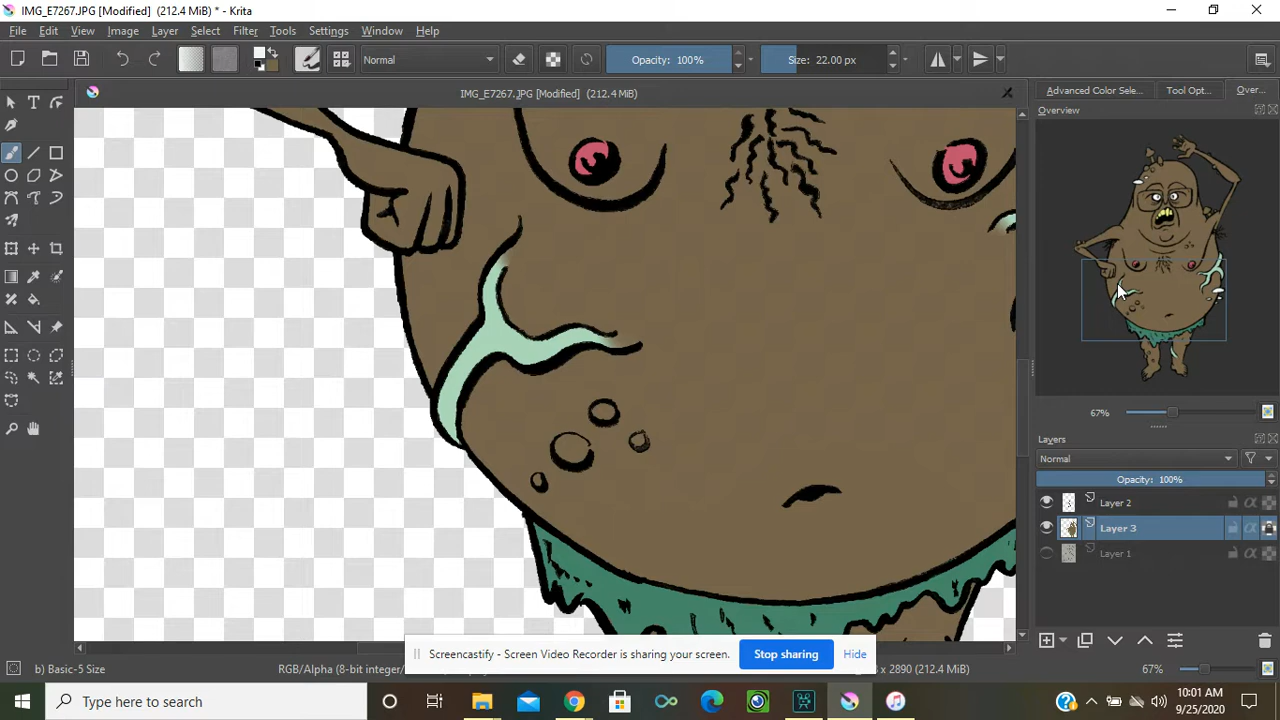 IMG_E7267.JPG [Modified] (212.4 MiB) * - Krita
File Edit View Image Layer Select Filter Tools Settings Window Help
Normal Opacity: 100% Size: 22.00 px
IMG_E7267.JPG [Modified] (212.4 MiB)
Advanced Color Sele... Tool Opt... Over...
Overview
67%
Layers
Normal
Opacity: 100%
Layer 2
Layer 3
Layer 1
Screencastify - Screen Video Recorder is sharing your screen. Stop sharing Hide
b) Basic-5 Size RGB/Alpha (8-bit integer/ x 2890 (212.4 MiB) 67%
Type here to search
10:01 AM
9/25/2020